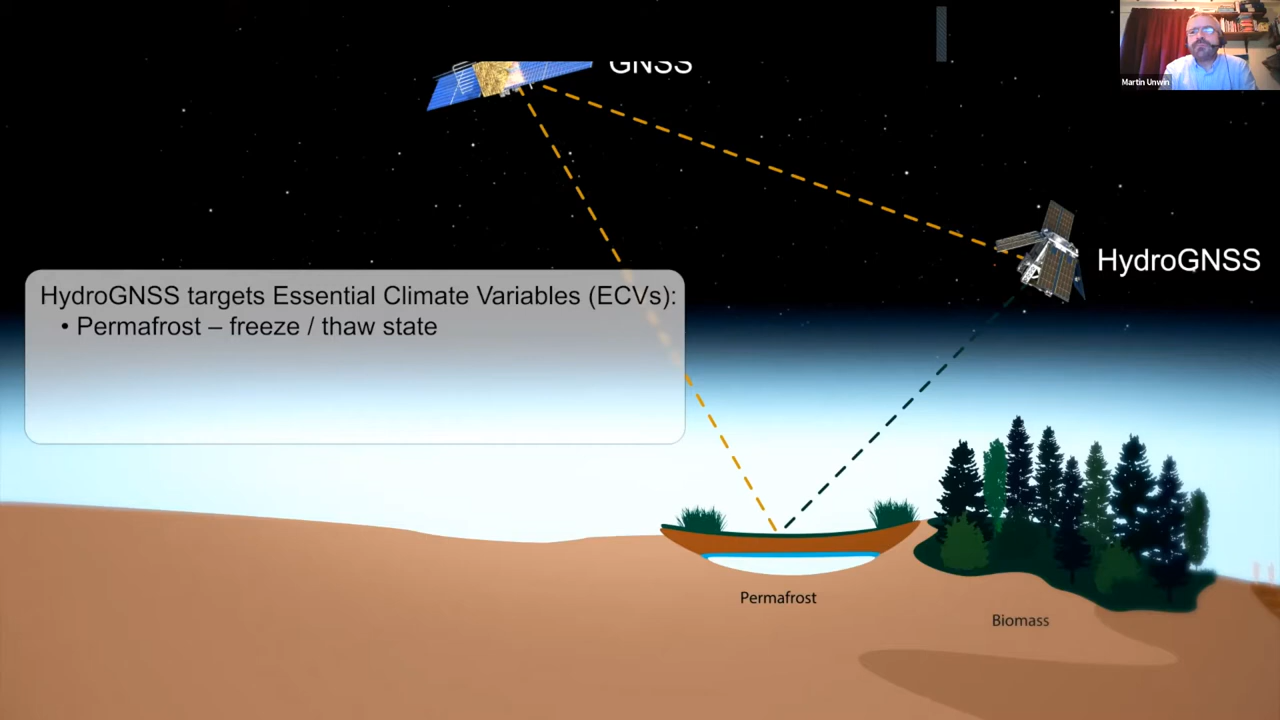 GNSS
Martin Unwin
HydroGNSS
HydroGNSS targets Essential Climate Variables (ECVs):
• Permafrost – freeze / thaw state
Permafrost
Biomass